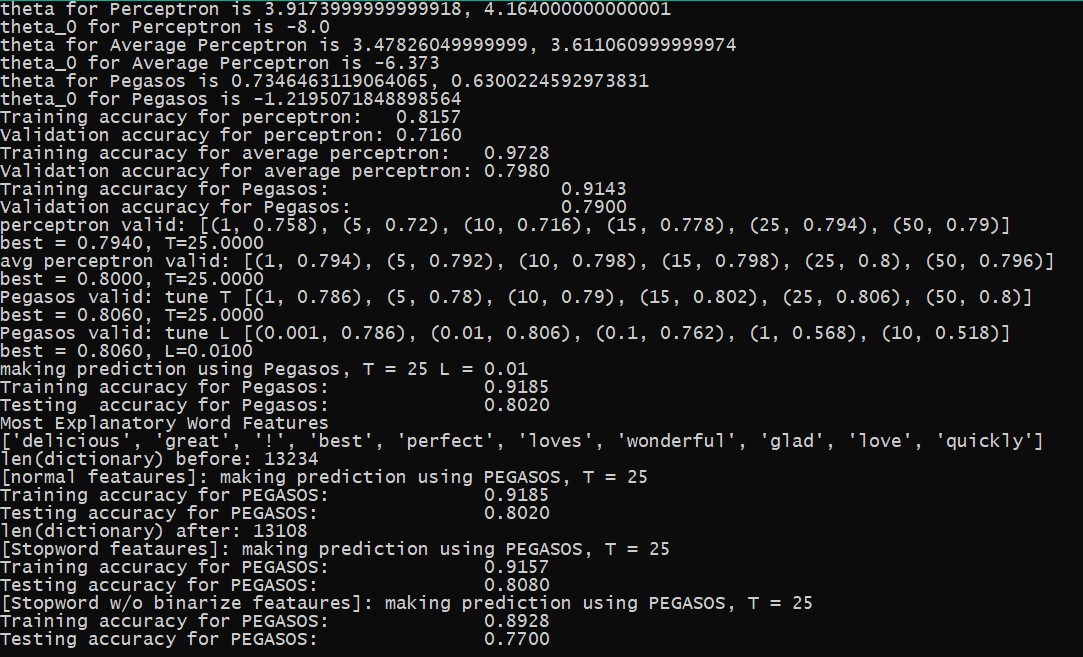 theta for Perceptron is 3.9173999999999918, 4.164000000000001
theta_0 for Perceptron is -8.0
theta for Average Perceptron is 3.47826049999999, 3.611060999999974
theta_0 for Average Perceptron is -6.373
theta for Pegasos is 0.7346463119064065, 0.6300224592973831
theta_0 for Pegasos is -1.2195071848898564
Training accuracy for perceptron:   0.8157
Validation accuracy for perceptron: 0.7160
Training accuracy for average perceptron:   0.9728
Validation accuracy for average perceptron: 0.7980
Training accuracy for Pegasos:                     0.9143
Validation accuracy for Pegasos:                   0.7900
perceptron valid: [(1, 0.758), (5, 0.72), (10, 0.716), (15, 0.778), (25, 0.794), (50, 0.79)]
best = 0.7940, T=25.0000
avg perceptron valid: [(1, 0.794), (5, 0.792), (10, 0.798), (15, 0.798), (25, 0.8), (50, 0.796)]
best = 0.8000, T=25.0000
Pegasos valid: tune T [(1, 0.786), (5, 0.78), (10, 0.79), (15, 0.802), (25, 0.806), (50, 0.8)]
best = 0.8060, T=25.0000
Pegasos valid: tune L [(0.001, 0.786), (0.01, 0.806), (0.1, 0.762), (1, 0.568), (10, 0.518)]
best = 0.8060, L=0.0100
making prediction using Pegasos, T = 25 L = 0.01
Training accuracy for Pegasos:              0.9185
Testing  accuracy for Pegasos:              0.8020
Most Explanatory Word Features
['delicious', 'great', '!', 'best', 'perfect', 'loves', 'wonderful', 'glad', 'love', 'quickly']
len(dictionary) before: 13234
[normal feataures]: making prediction using PEGASOS, T = 25
Training accuracy for PEGASOS:              0.9185
Testing accuracy for PEGASOS:               0.8020
len(dictionary) after: 13108
[Stopword feataures]: making prediction using PEGASOS, T = 25
Training accuracy for PEGASOS:              0.9157
Testing accuracy for PEGASOS:               0.8080
[Stopword w/o binarize feataures]: making prediction using PEGASOS, T = 25
Training accuracy for PEGASOS:              0.8928
Testing accuracy for PEGASOS:               0.7700